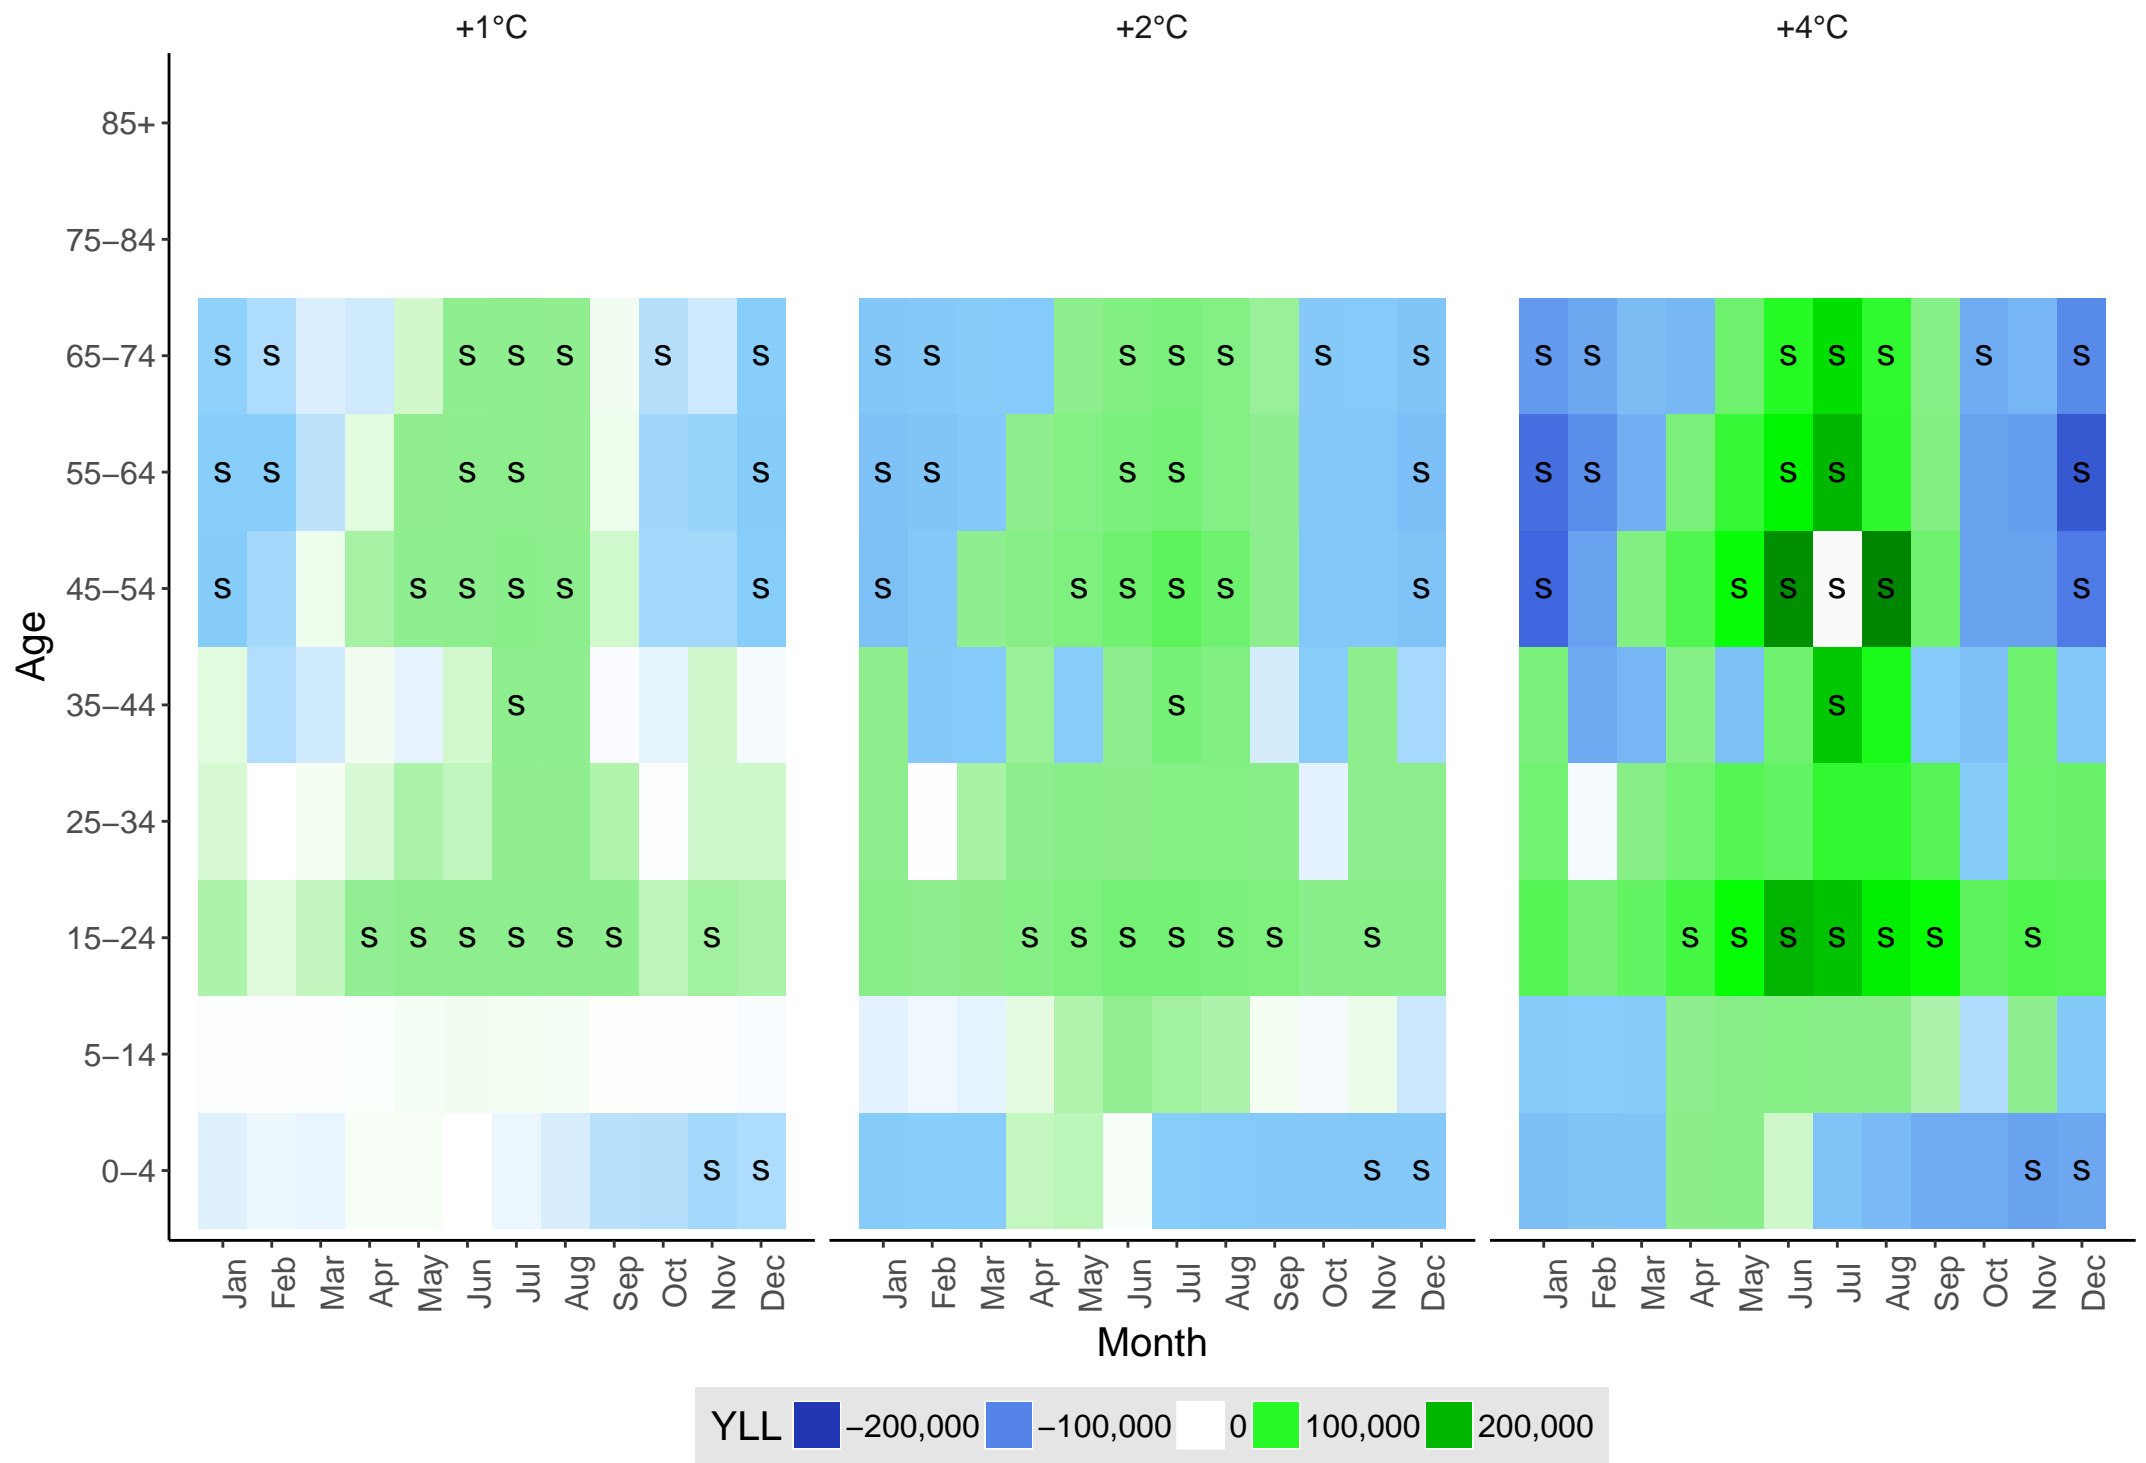 +1°C +2°C +4°C
85+
75–84
65–74 s s s s s s s s s s s s s s s s s s s s s
55–64 s s s s s s s s s s s s s s s
45–54 s s s s s s s s s s s s s s s s s s
35–44 s s s
25–34
15–24 s s s s s s s s s s s s s s s s s s s s s
5–14
0–4 s s s s s s
Age
Jan Feb Mar Apr May Jun Jul Aug Sep Oct Nov Dec Jan Feb Mar Apr May Jun Jul Aug Sep Oct Nov Dec Jan Feb Mar Apr May Jun Jul Aug Sep Oct Nov Dec
Month
YLL −200,000 −100,000 0 100,000 200,000